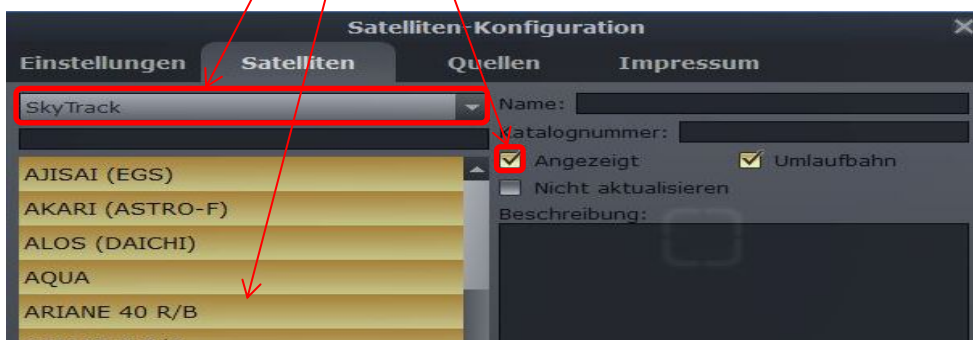 Satelliten-Konfiguration
Einstellungen Satelliten Quellen Impressum
SkyTrack
Name:
Katalognummer:
Angezeigt Umlaufbahn
Nicht aktualisieren
Beschreibung:
AJISAI (EGS)
AKARI (ASTRO-F)
ALOS (DAICHI)
AQUA
ARIANE 40 R/B